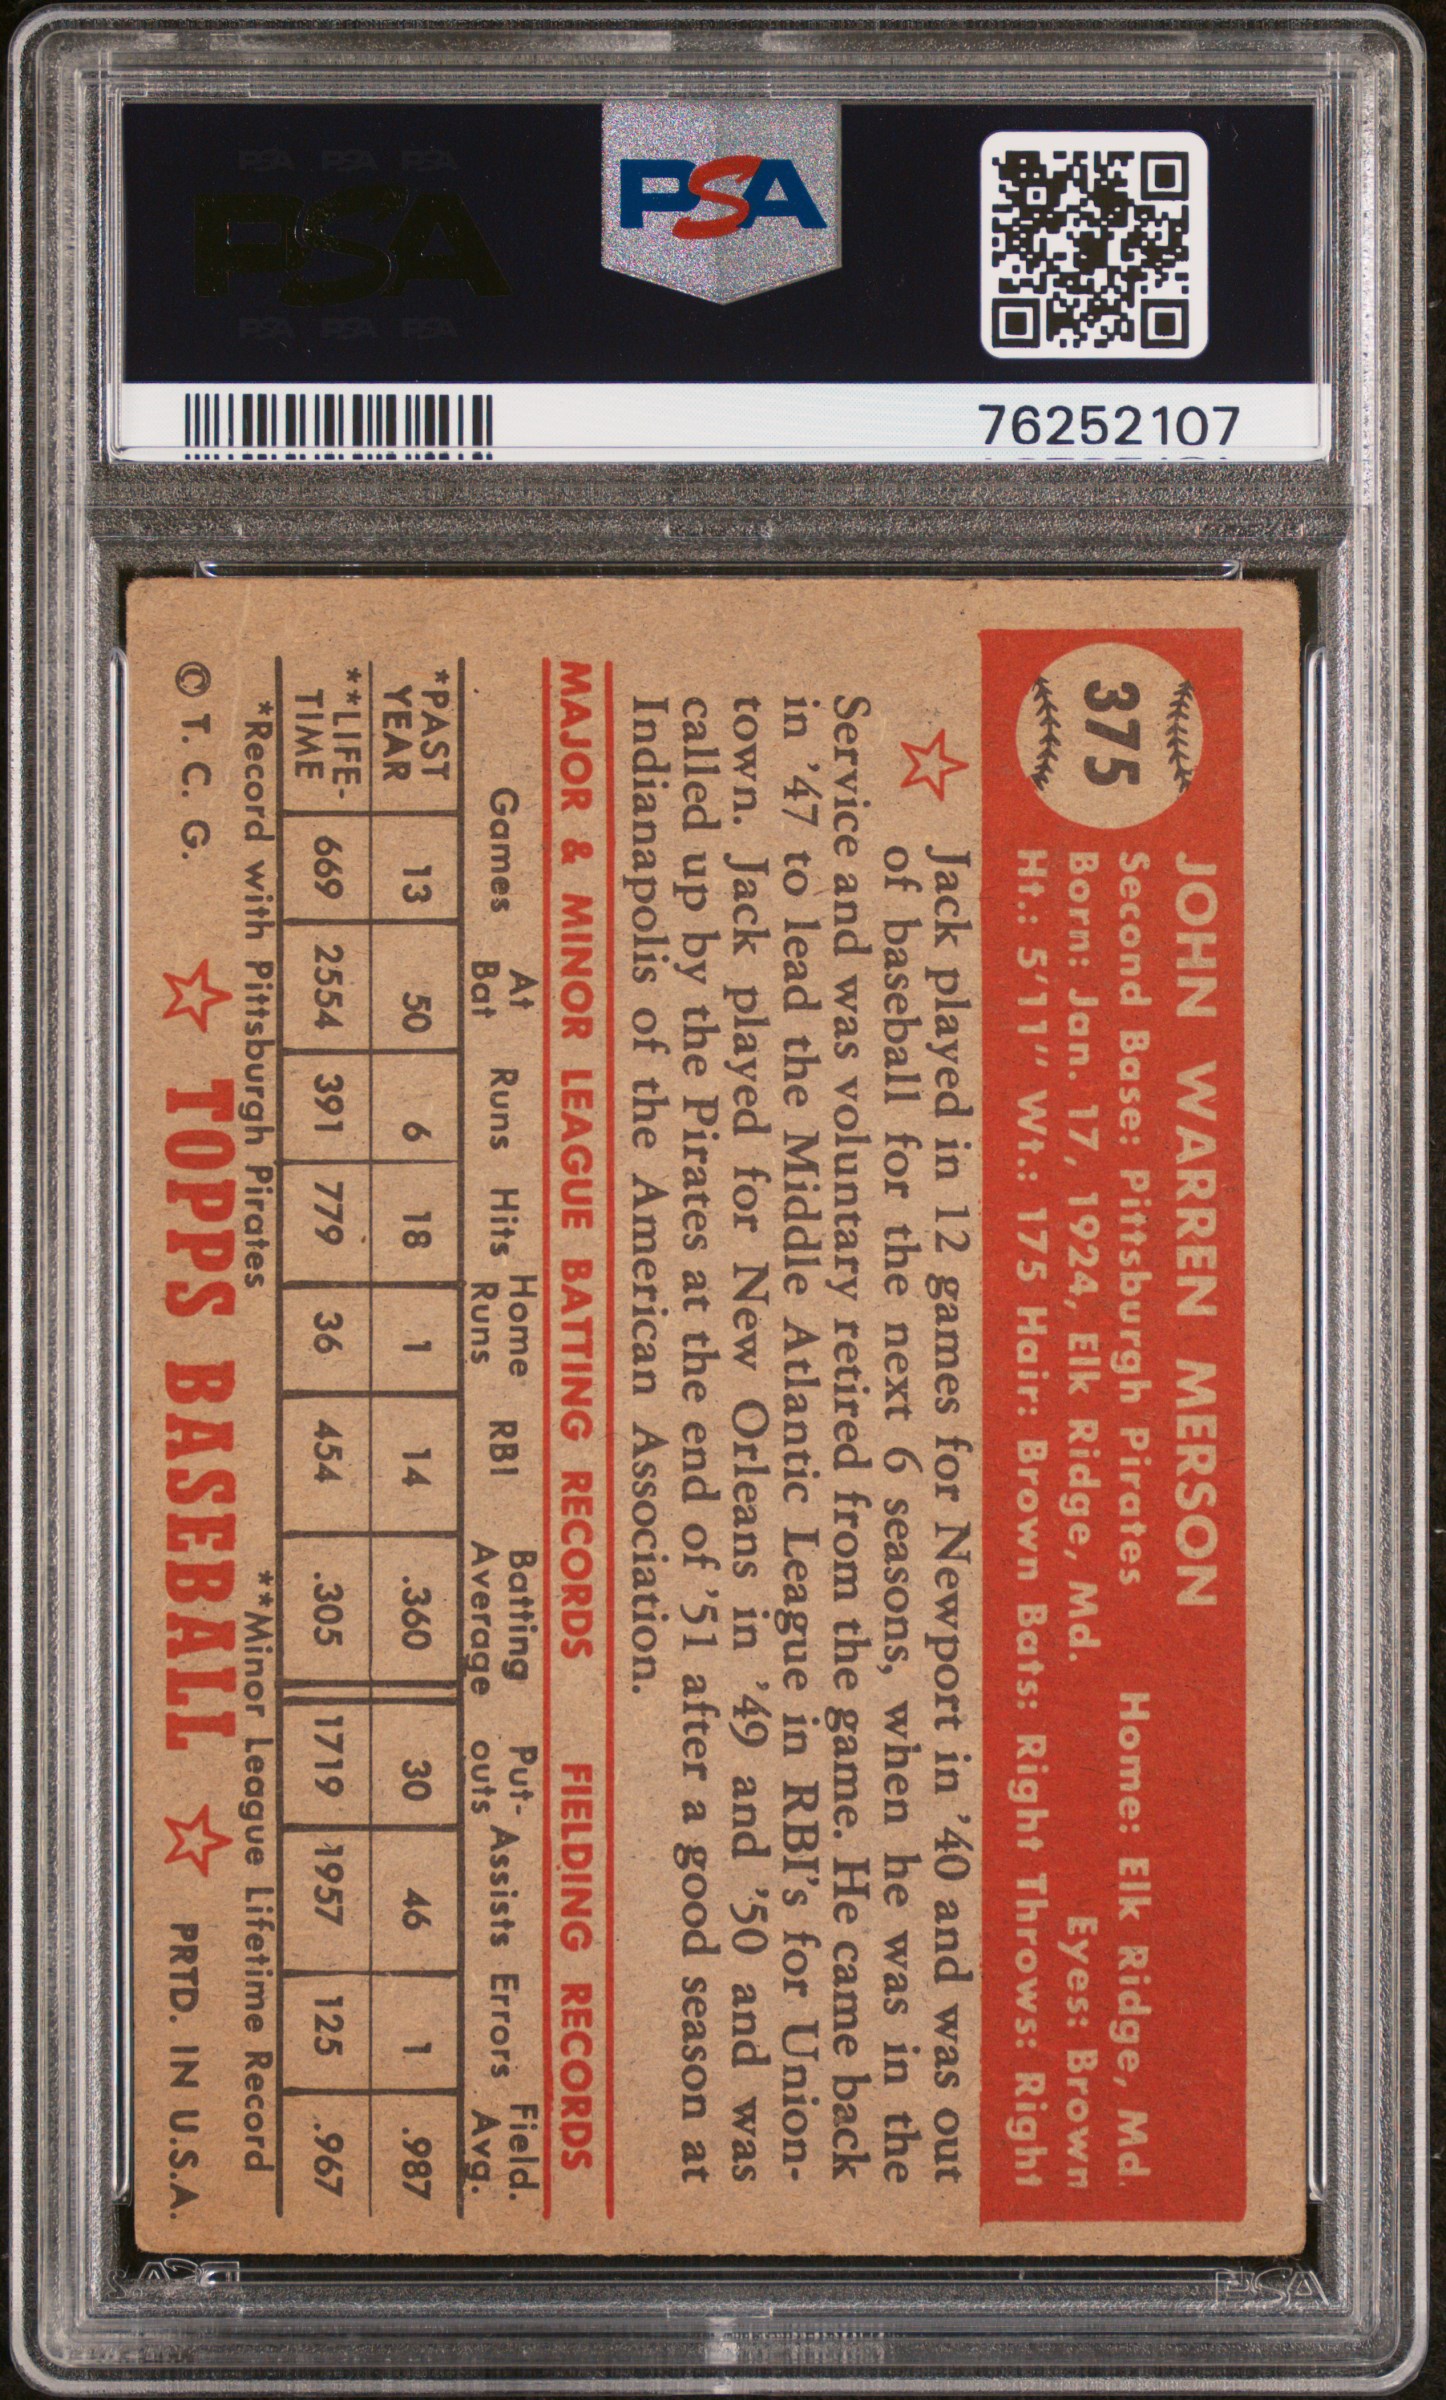 PSA PSA PSA
PSA
PSA PSA PSA
PSA
76252107
375
JOHN WARREN MERSON
Second Base: Pittsburgh Pirates Home: Elk Ridge, Md.
Born: Jan. 17, 1924, Elk Ridge, Md. Eyes: Brown
Ht.: 5'11" Wt.: 175 Hair: Brown Bats: Right Throws: Right
Jack played in 12 games for Newport in '40 and was out
of baseball for the next 6 seasons, when he was in the
Service and was voluntary retired from the game. He came back
in '47 to lead the Middle Atlantic League in RBI's for Union-
town. Jack played for New Orleans in '49 and '50 and was
called up by the Pirates at the end of '51 after a good season at
Indianapolis of the American Association.
MAJOR & MINOR LEAGUE BATTING RECORDS FIELDING RECORDS
Games At Bat Runs Hits Home Runs RBI Batting Average Put-outs Assists Errors Field. Avg.
*PAST YEAR 13 50 6 18 1 14 .360 30 46 1 .987
**LIFE-TIME 669 2554 391 779 36 454 .305 1719 1957 125 .967
*Record with Pittsburgh Pirates **Minor League Lifetime Record
© T. C. G. TOPPS BASEBALL PRTD. IN U.S.A.
PSA
PSA